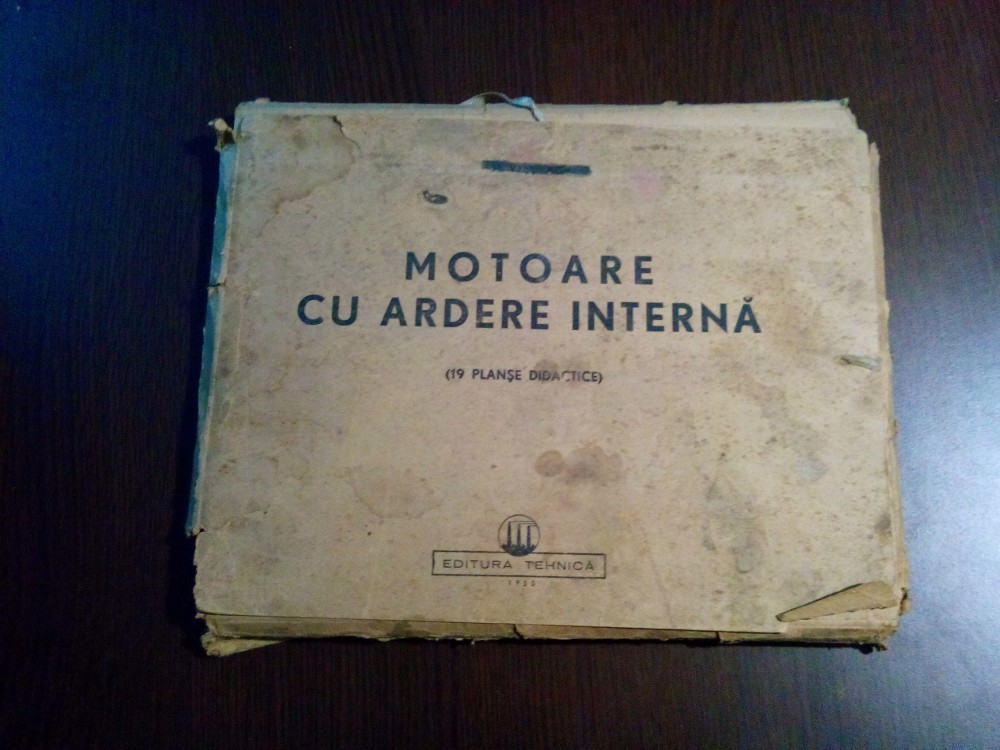 MOTOARE
CU ARDERE INTERNĂ
(19 PLANȘE DIDACTICE)
EDITURA TEHNICĂ